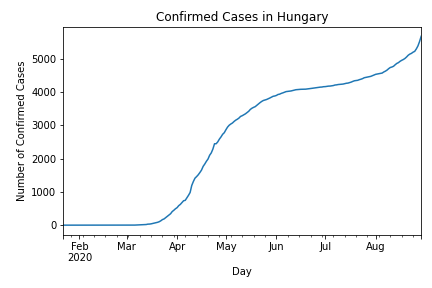 Confirmed Cases in Hungary
Number of Confirmed Cases
5000
4000
3000
2000
1000
0
Feb Mar Apr May Jun Jul Aug
2020
Day